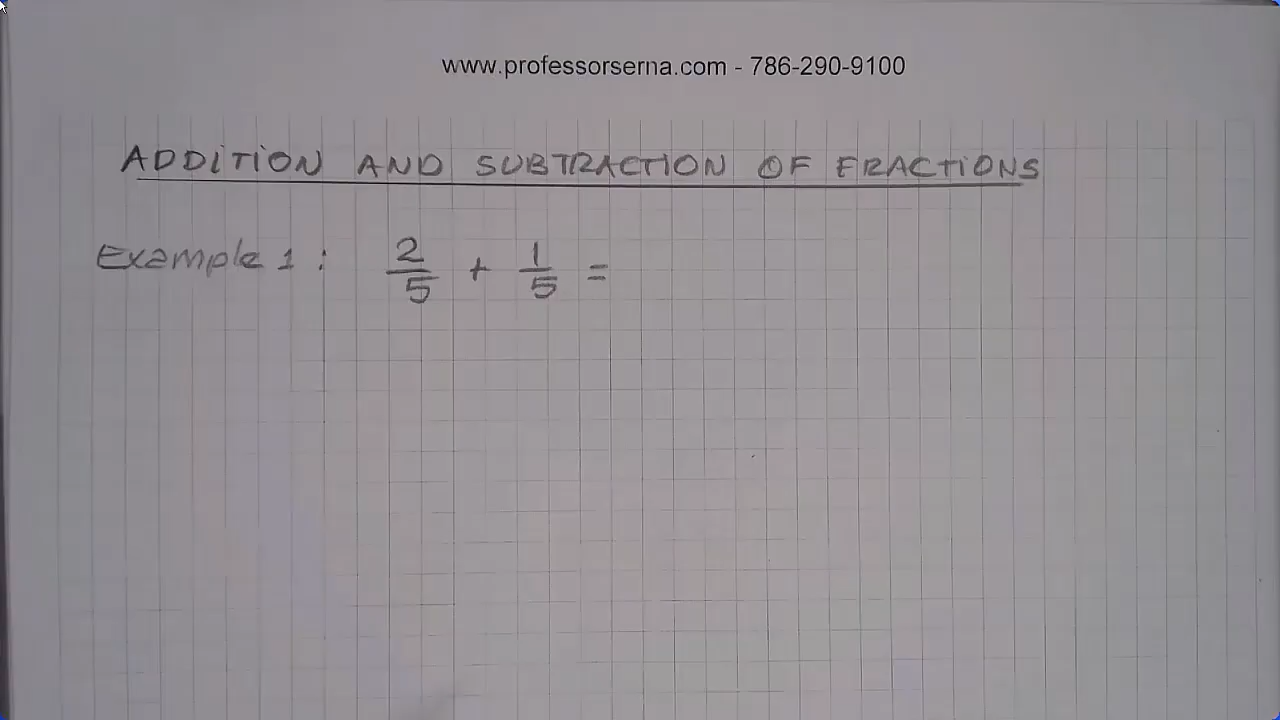 www.professorserna.com - 786-290-9100
ADDITION AND SUBTRACTION OF FRACTIONS
Example 1 : 2/5 + 1/5 =